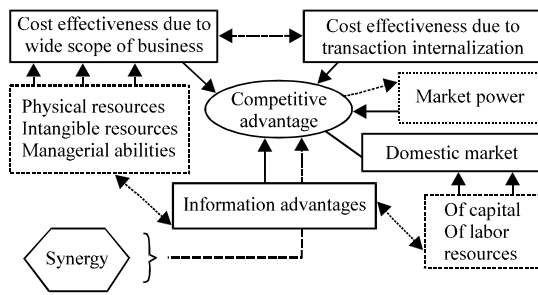 Cost effectiveness due to
wide scope of business
Cost effectiveness due to
transaction internalization
Competitive
advantage
Market power
Physical resources
Intangible resources
Managerial abilities
Domestic market
Information advantages
Of capital
Of labor
resources
Synergy